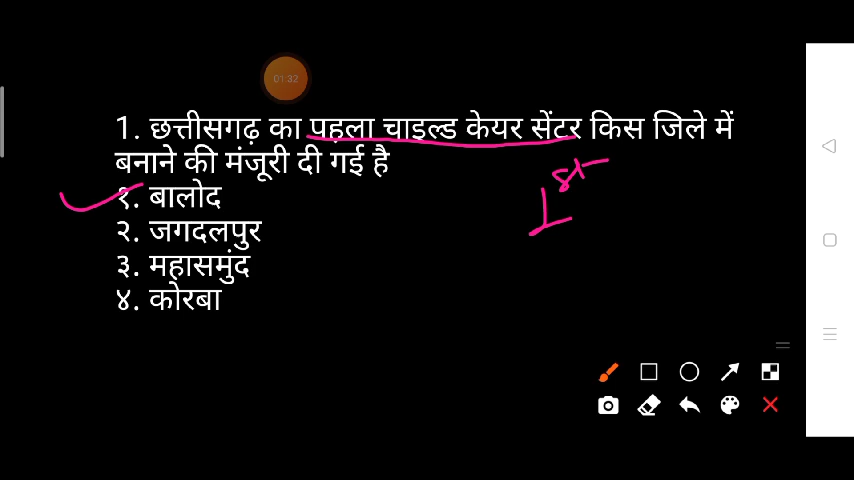 01:32
1. छत्तीसगढ़ का पहला चाइल्ड केयर सेंटर किस जिले में
बनाने की मंजूरी दी गई है
१. बालोद
1st
२. जगदलपुर
३. महासमुंद
४. कोरबा